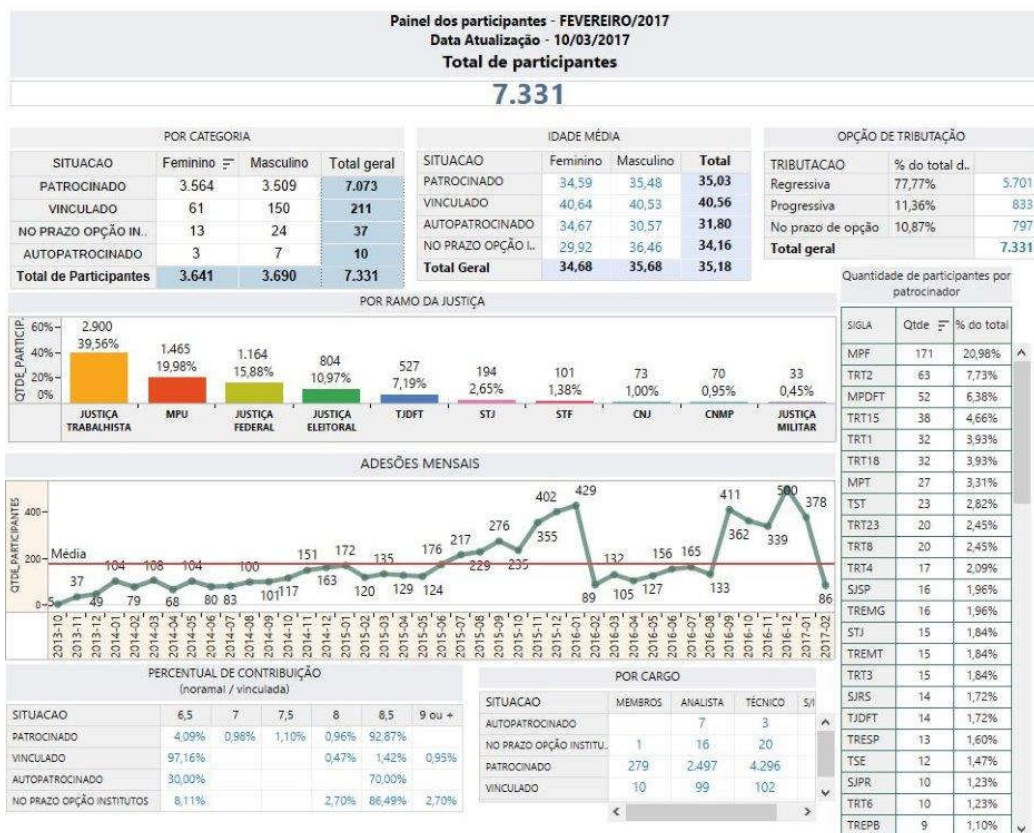 Painel dos participantes - FEVEREIRO/2017
Data Atualização - 10/03/2017
Total de participantes
7.331
POR CATEGORIA
SITUACAO Feminino Masculino Total geral
PATROCINADO 3.564 3.509 7.073
VINCULADO 61 150 211
NO PRAZO OPÇÃO IN.. 13 24 37
AUTOPATROCINADO 3 7 10
Total de Participantes 3.641 3.690 7.331
IDADE MÉDIA
SITUACAO Feminino Masculino Total
PATROCINADO 34,59 35,48 35,03
VINCULADO 40,64 40,53 40,56
AUTOPATROCINADO 34,67 30,57 31,80
NO PRAZO OPÇÃO I.. 29,92 36,46 34,16
Total Geral 34,68 35,68 35,18
OPÇÃO DE TRIBUTAÇÃO
TRIBUTACAO % do total d..
Regressiva 77,77% 5.701
Progressiva 11,36% 833
No prazo de opção 10,87% 797
Total geral 7.331
POR RAMO DA JUSTIÇA
QTDE_PARTICIP.
60%
40%
20%
0%
2.900 1.465 1.164 804 527 194 101 73 70 33
39,56% 19,98% 15,88% 10,97% 7,19% 2,65% 1,38% 1,00% 0,95% 0,45%
JUSTIÇA TRABALHISTA MPU JUSTIÇA FEDERAL JUSTIÇA ELEITORAL TJDFT STJ STF CNJ CNMP JUSTIÇA MILITAR
ADESÕES MENSAIS
QTDE_PARTICIPANTES
400
200
0
Média
5 37 49 104 79 108 68 104 80 83 100 101 117 151 163 172 120 135 129 124 176 217 229 276 235 355 402 429 89 132 105 127 156 165 133 411 362 339 500 378 86
2013-10 2013-11 2013-12 2014-01 2014-02 2014-03 2014-04 2014-05 2014-06 2014-07 2014-08 2014-09 2014-10 2014-11 2014-12 2015-01 2015-02 2015-03 2015-04 2015-05 2015-06 2015-07 2015-08 2015-09 2015-10 2015-11 2015-12 2016-01 2016-02 2016-03 2016-04 2016-05 2016-06 2016-07 2016-08 2016-09 2016-10 2016-11 2016-12 2017-01 2017-02
PERCENTUAL DE CONTRIBUIÇÃO
(noramal / vinculada)
SITUACAO 6,5 7 7,5 8 8,5 9 ou +
PATROCINADO 4,09% 0,98% 1,10% 0,96% 92,87%
VINCULADO 97,16% 0,47% 1,42% 0,95%
AUTOPATROCINADO 30,00% 70,00%
NO PRAZO OPÇÃO INSTITUTOS 8,11% 2,70% 86,49% 2,70%
POR CARGO
SITUACAO MEMBROS ANALISTA TÉCNICO S/I
AUTOPATROCINADO 7 3
NO PRAZO OPÇÃO INSTITU.. 1 16 20
PATROCINADO 279 2.497 4.296
VINCULADO 10 99 102
Quantidade de participantes por
patrocinador
SIGLA Qtde % do total
MPF 171 20,98%
TRT2 63 7,73%
MPDFT 52 6,38%
TRT15 38 4,66%
TRT1 32 3,93%
TRT18 32 3,93%
MPT 27 3,31%
TST 23 2,82%
TRT23 20 2,45%
TRT8 20 2,45%
TRT4 17 2,09%
SJSP 16 1,96%
TREMG 16 1,96%
STJ 15 1,84%
TREMT 15 1,84%
TRT3 15 1,84%
SJRS 14 1,72%
TJDFT 14 1,72%
TRESP 13 1,60%
TSE 12 1,47%
SJPR 10 1,23%
TRT6 10 1,23%
TREPB 9 1,10%